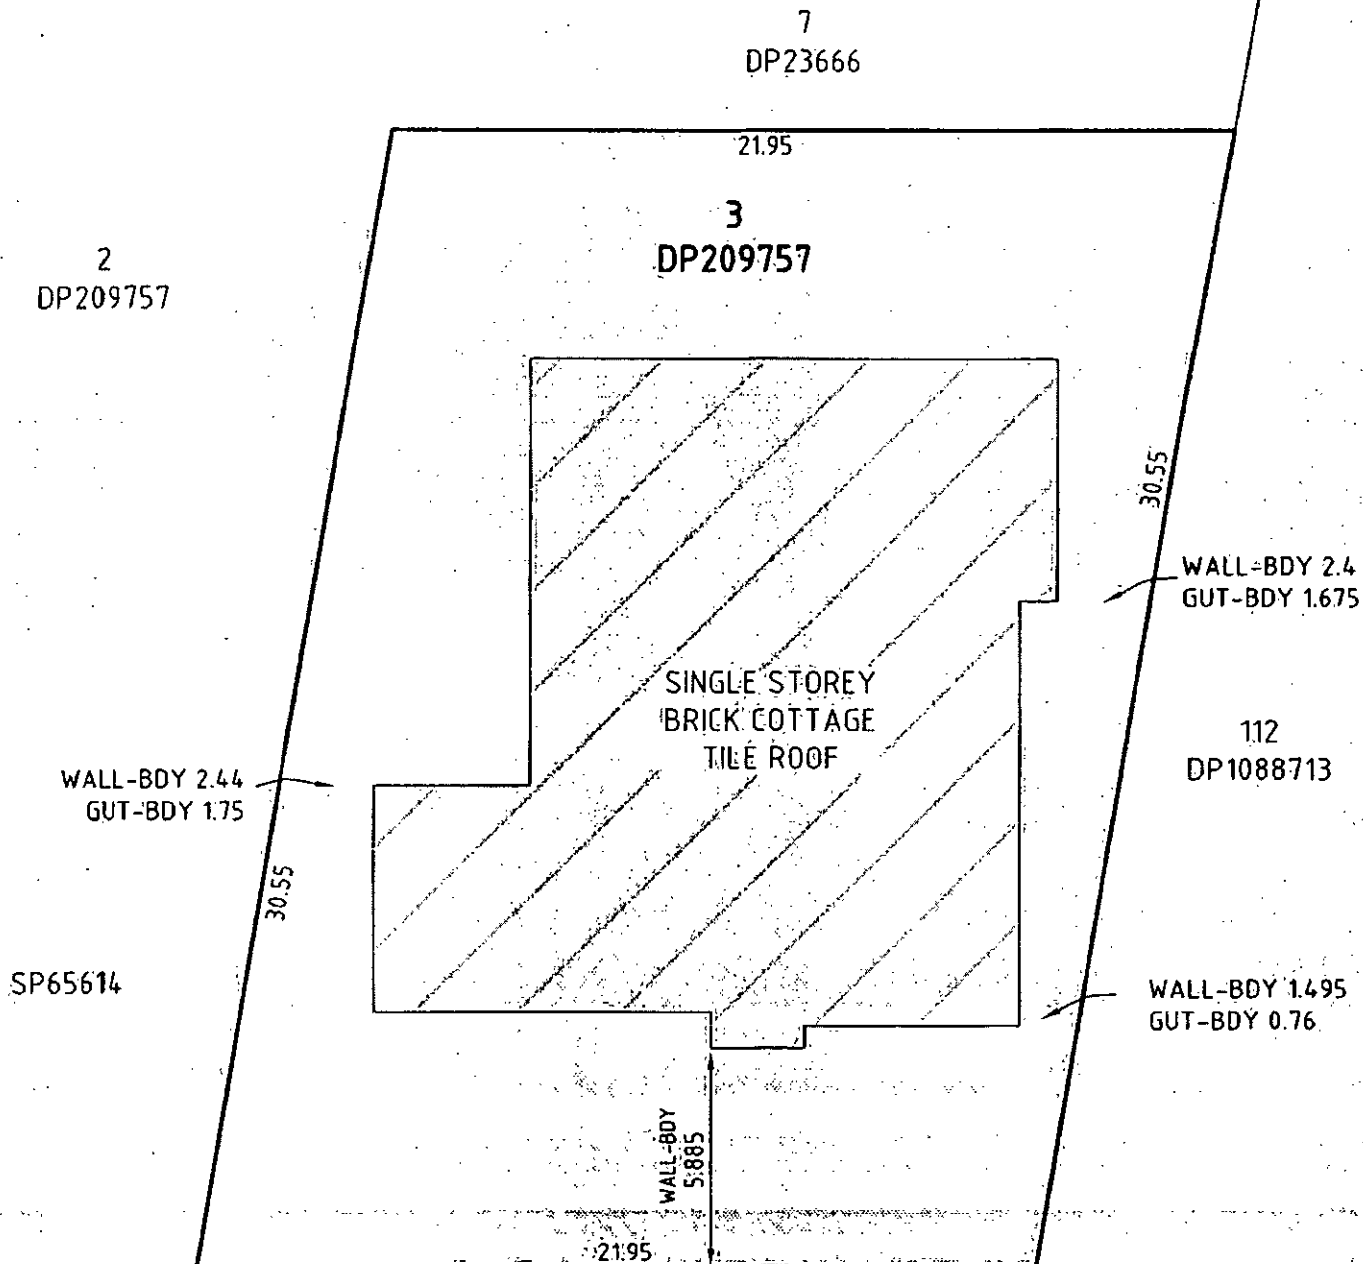 7
DP23666
21.95
3
DP209757
2
DP209757
30.55
WALL-BDY 2.4
GUT-BDY 1.675
SINGLE STOREY
BRICK COTTAGE
TILE ROOF
112
DP1088713
WALL-BDY 2.44
GUT-BDY 1.75
30.55
SP65614
WALL-BDY 1.495
GUT-BDY 0.76
WALL-BDY
5.885
21.95